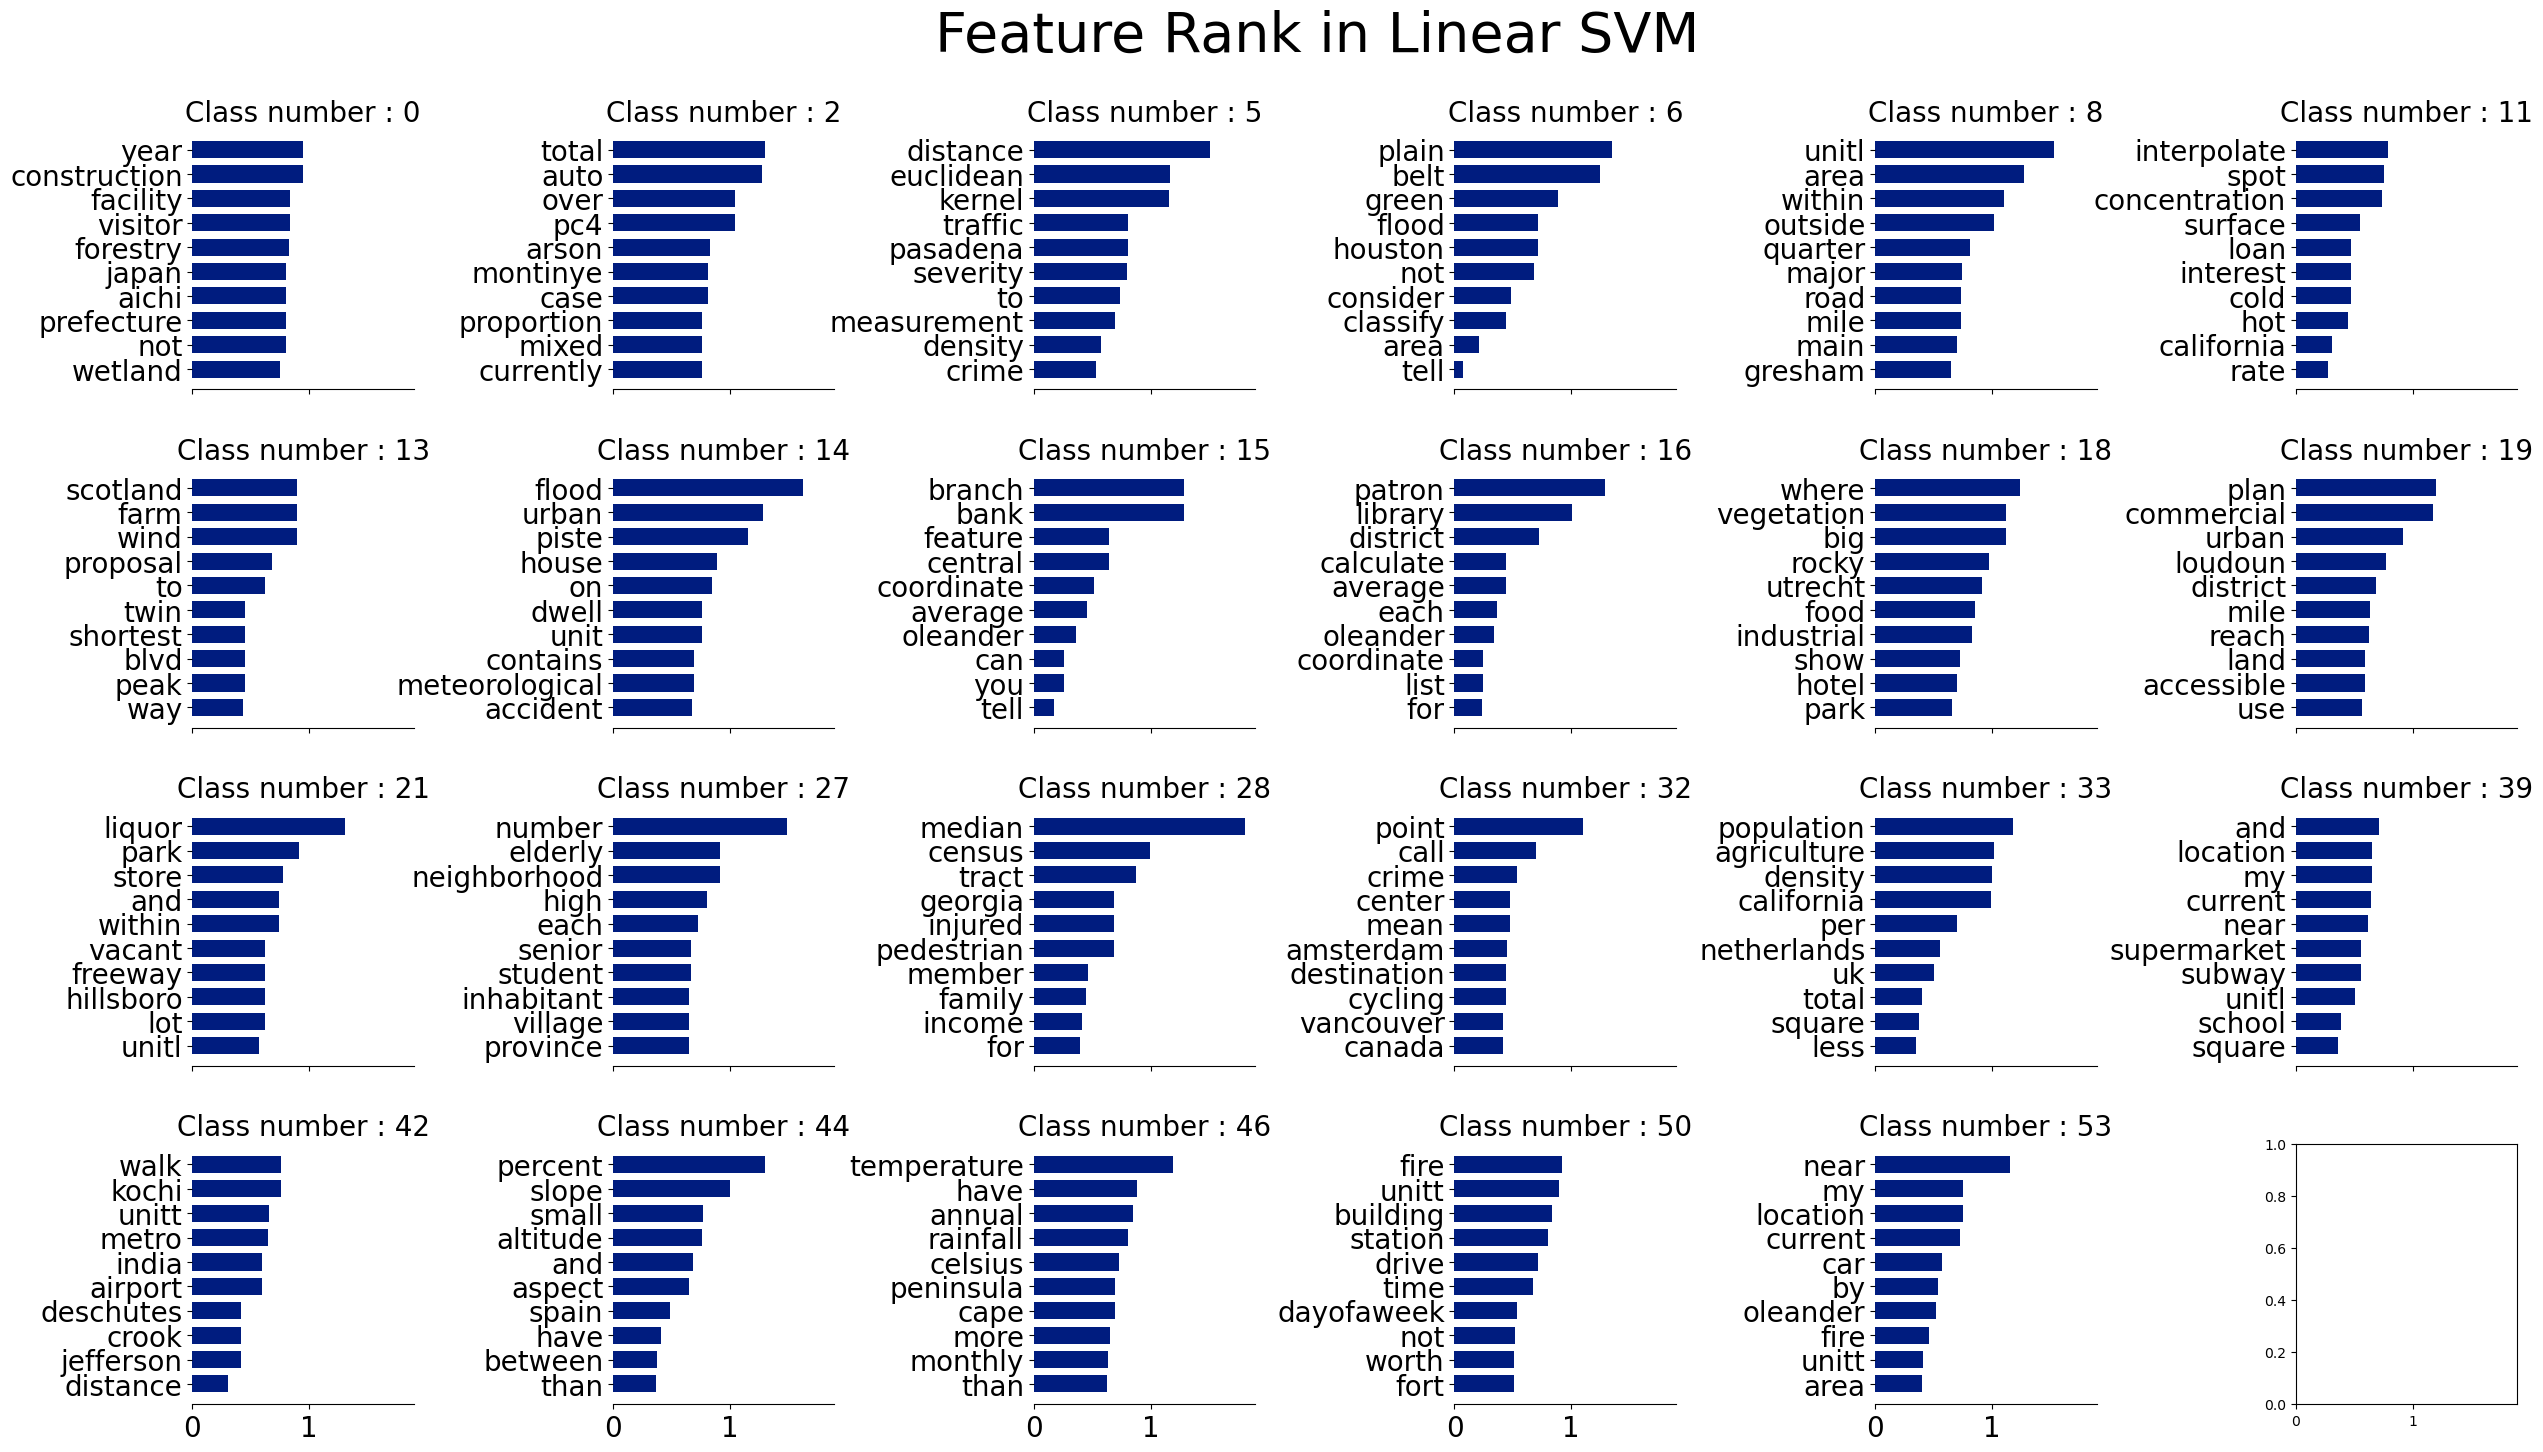 Feature Rank in Linear SVM
Class number : 0
year
construction
facility
visitor
forestry
japan
aichi
prefecture
not
wetland
Class number : 2
total
auto
over
pc4
arson
montinye
case
proportion
mixed
currently
Class number : 5
distance
euclidean
kernel
traffic
pasadena
severity
to
measurement
density
crime
Class number : 6
plain
belt
green
flood
houston
not
consider
classify
area
tell
Class number : 8
unitl
area
within
outside
quarter
major
road
mile
main
gresham
Class number : 11
interpolate
spot
concentration
surface
loan
interest
cold
hot
california
rate
Class number : 13
scotland
farm
wind
proposal
to
twin
shortest
blvd
peak
way
Class number : 14
flood
urban
piste
house
on
dwell
unit
contains
meteorological
accident
Class number : 15
branch
bank
feature
central
coordinate
average
oleander
can
you
tell
Class number : 16
patron
library
district
calculate
average
each
oleander
coordinate
list
for
Class number : 18
where
vegetation
big
rocky
utrecht
food
industrial
show
hotel
park
Class number : 19
plan
commercial
urban
loudoun
district
mile
reach
land
accessible
use
Class number : 21
liquor
park
store
and
within
vacant
freeway
hillsboro
lot
unitl
Class number : 27
number
elderly
neighborhood
high
each
senior
student
inhabitant
village
province
Class number : 28
median
census
tract
georgia
injured
pedestrian
member
family
income
for
Class number : 32
point
call
crime
center
mean
amsterdam
destination
cycling
vancouver
canada
Class number : 33
population
agriculture
density
california
per
netherlands
uk
total
square
less
Class number : 39
and
location
my
current
near
supermarket
subway
unitl
school
square
Class number : 42
walk
kochi
unitt
metro
india
airport
deschutes
crook
jefferson
distance
0 1
Class number : 44
percent
slope
small
altitude
and
aspect
spain
have
between
than
0 1
Class number : 46
temperature
have
annual
rainfall
celsius
peninsula
cape
more
monthly
than
0 1
Class number : 50
fire
unitt
building
station
drive
time
dayofaweek
not
worth
fort
0 1
Class number : 53
near
my
location
current
car
by
oleander
fire
unitt
area
0 1
1.0
0.8
0.6
0.4
0.2
0.0
0 1